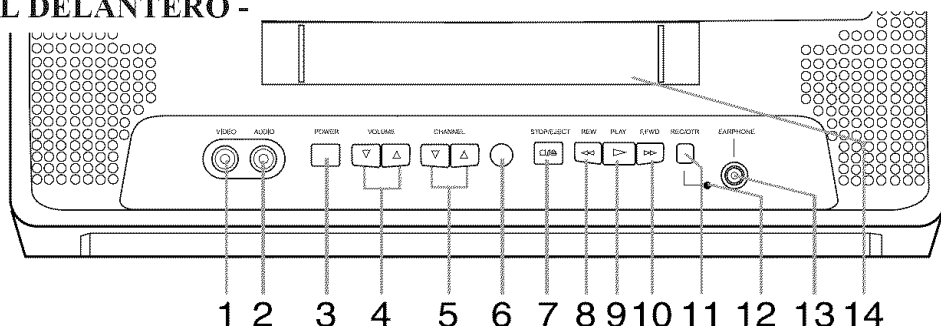 L DELANTERO -
VIDEO AUDIO POWER VOLUME CHANNEL STOP/EJECT REW PLAY F.FWD REC/OTR EARPHONE
1 2 3 4 5 6 7 8 9 10 11 12 13 14